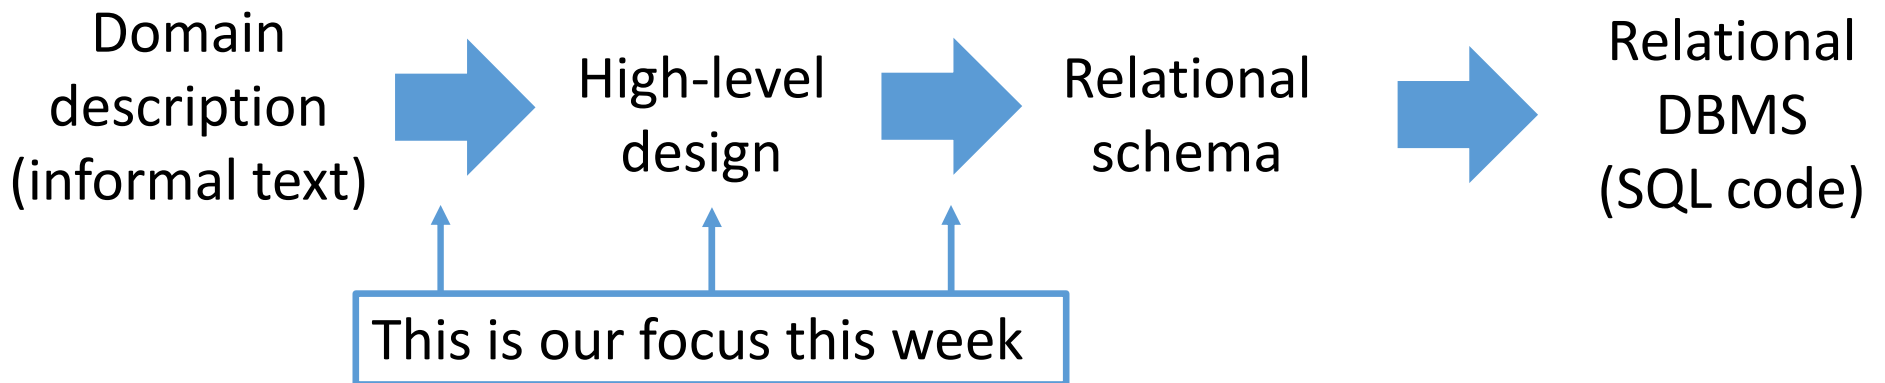 Domain
description
(informal text)
High-level
design
Relational
schema
Relational
DBMS
(SQL code)
This is our focus this week